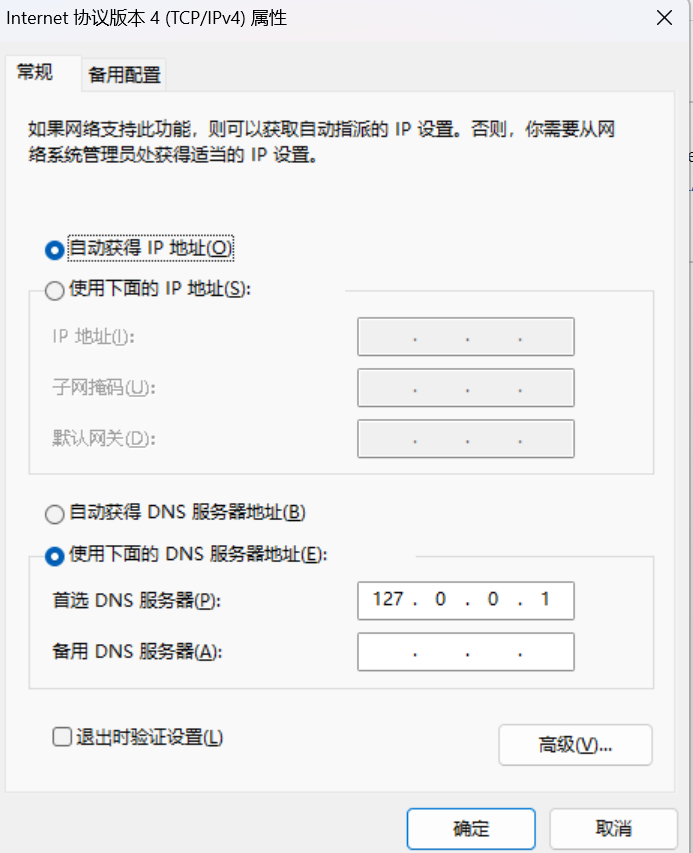 Internet 协议版本 4 (TCP/IPv4) 属性
常规
备用配置
如果网络支持此功能，则可以获取自动指派的 IP 设置。否则，你需要从网
络系统管理员处获得适当的 IP 设置。
自动获得 IP 地址(O)
使用下面的 IP 地址(S):
IP 地址(I):
子网掩码(U):
默认网关(D):
自动获得 DNS 服务器地址(B)
使用下面的 DNS 服务器地址(E):
首选 DNS 服务器(P): 127 . 0 . 0 . 1
备用 DNS 服务器(A):
退出时验证设置(L)
高级(V)...
确定 取消